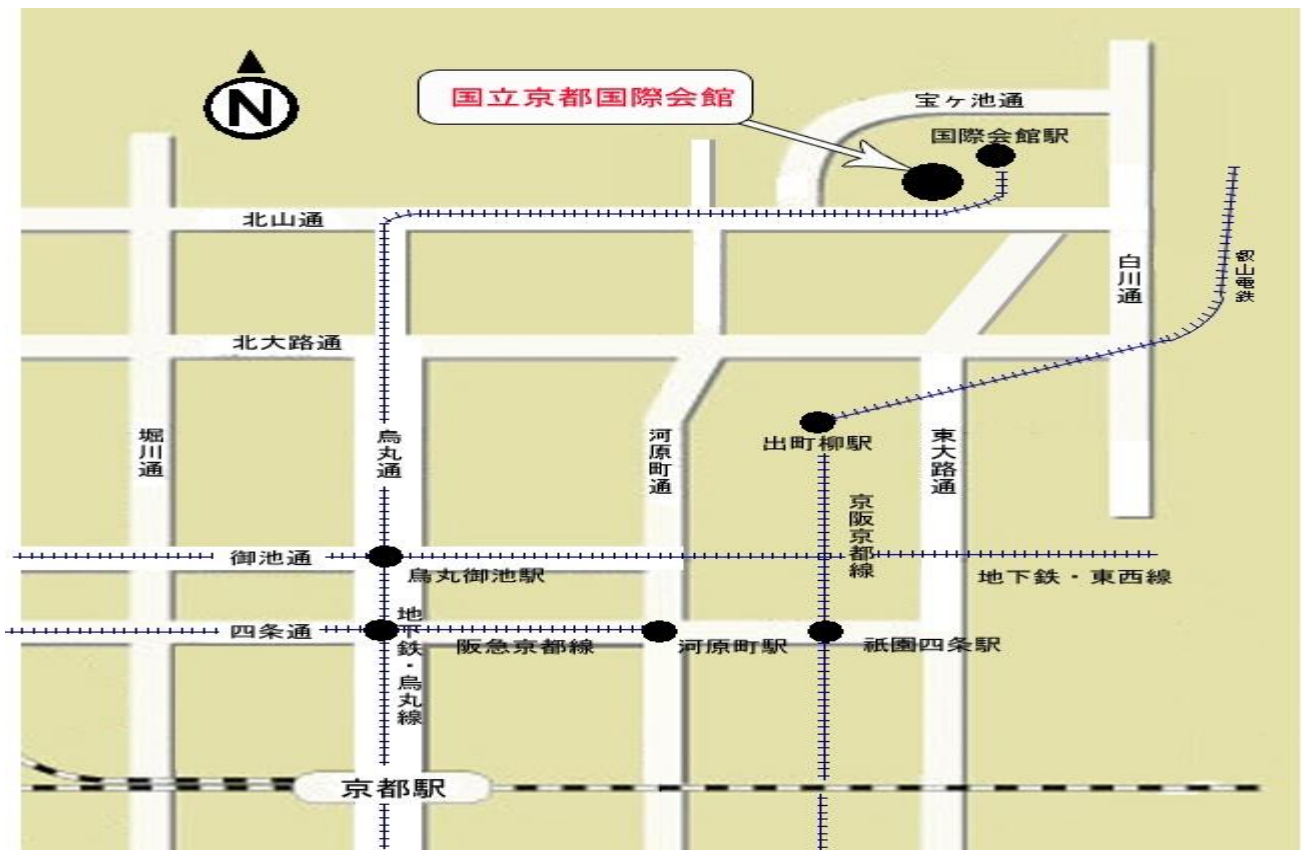 N
国立京都国際会館
宝ヶ池通
国際会館駅
北山通
白川通
叡山電鉄
北大路通
堀川通
烏丸通
河原町通
出町柳駅
東大路通
京阪京都線
御池通
烏丸御池駅
地下鉄・東西線
四条通
地下鉄・烏丸線
阪急京都線
河原町駅
祇園四条駅
京都駅